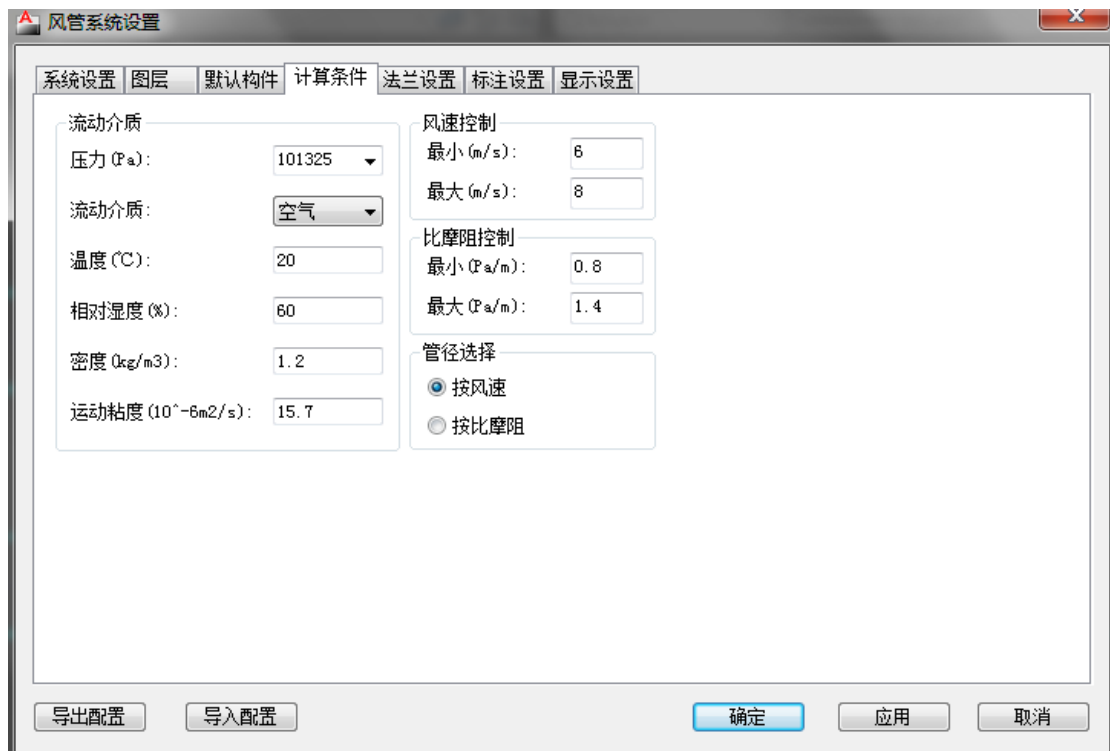 风管系统设置
系统设置 图层 默认构件 计算条件 法兰设置 标注设置 显示设置
流动介质
压力(Pa): 101325
流动介质: 空气
温度(℃): 20
相对湿度(%): 60
密度(kg/m3): 1.2
运动粘度(10^-6m2/s): 15.7
风速控制
最小(m/s): 6
最大(m/s): 8
比摩阻控制
最小(Pa/m): 0.8
最大(Pa/m): 1.4
管径选择
按风速
按比摩阻
导出配置 导入配置 确定 应用 取消